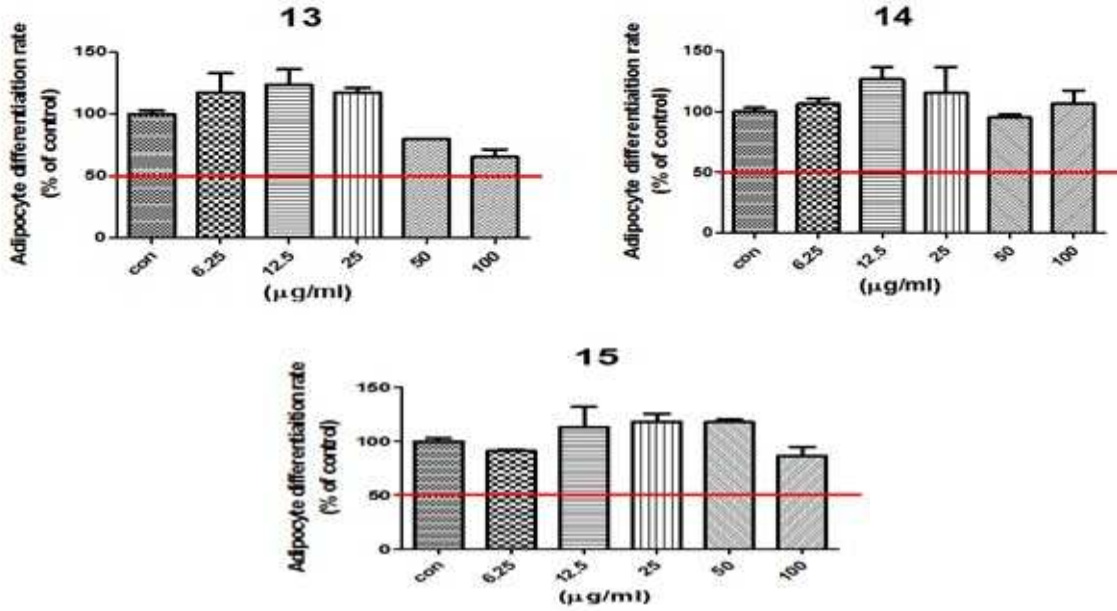 13
Adipocyte differentialtion rate
(% of control)
150
100
50
0
con
6.25
12.5
25
50
100
(μg/ml)
14
Adipocyte differentialtion rate
(% of control)
150
100
50
0
con
6.25
12.5
25
50
100
(μg/ml)
15
Adipocyte differentialtion rate
(% of control)
150
100
50
0
con
6.25
12.5
25
50
100
(μg/ml)